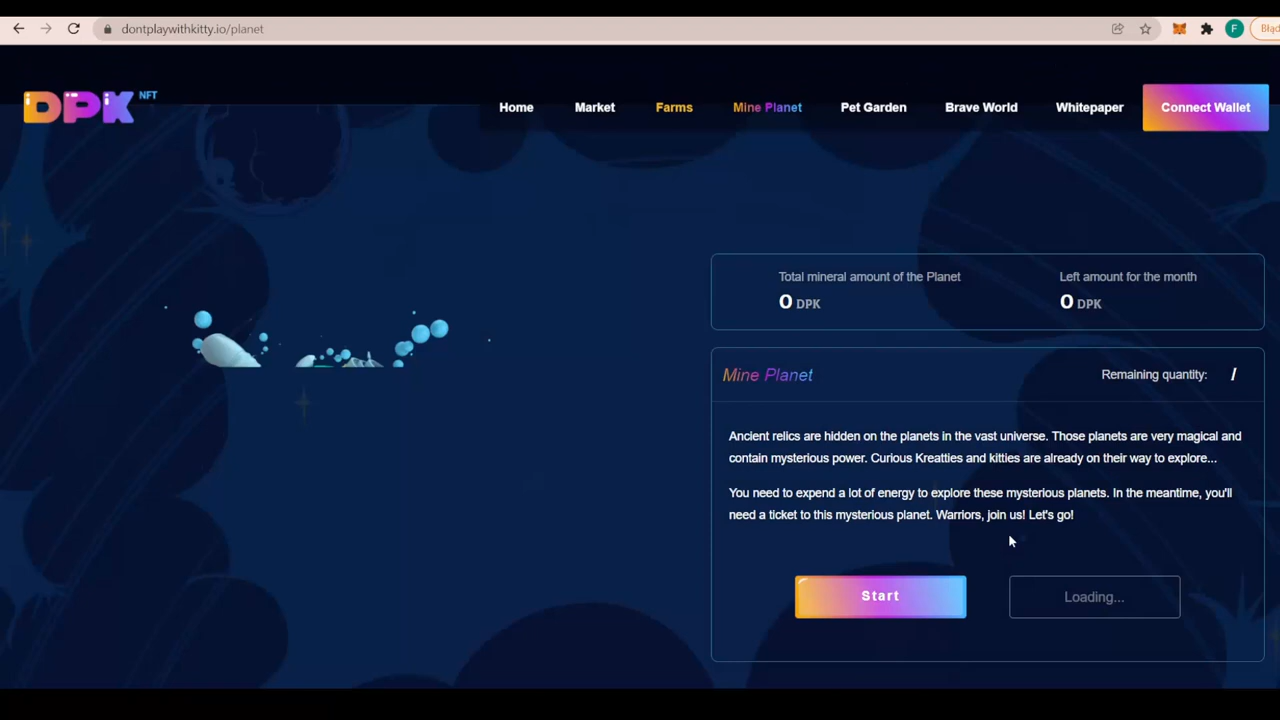 dontplaywithkitty.io/planet
F
Błąd
DPK NFT
Home
Market
Farms
Mine Planet
Pet Garden
Brave World
Whitepaper
Connect Wallet
Total mineral amount of the Planet
0 DPK
Left amount for the month
0 DPK
Mine Planet
Remaining quantity: /
Ancient relics are hidden on the planets in the vast universe. Those planets are very magical and
contain mysterious power. Curious Kreatties and kitties are already on their way to explore...
You need to expend a lot of energy to explore these mysterious planets. In the meantime, you'll
need a ticket to this mysterious planet. Warriors, join us! Let's go!
Start
Loading...